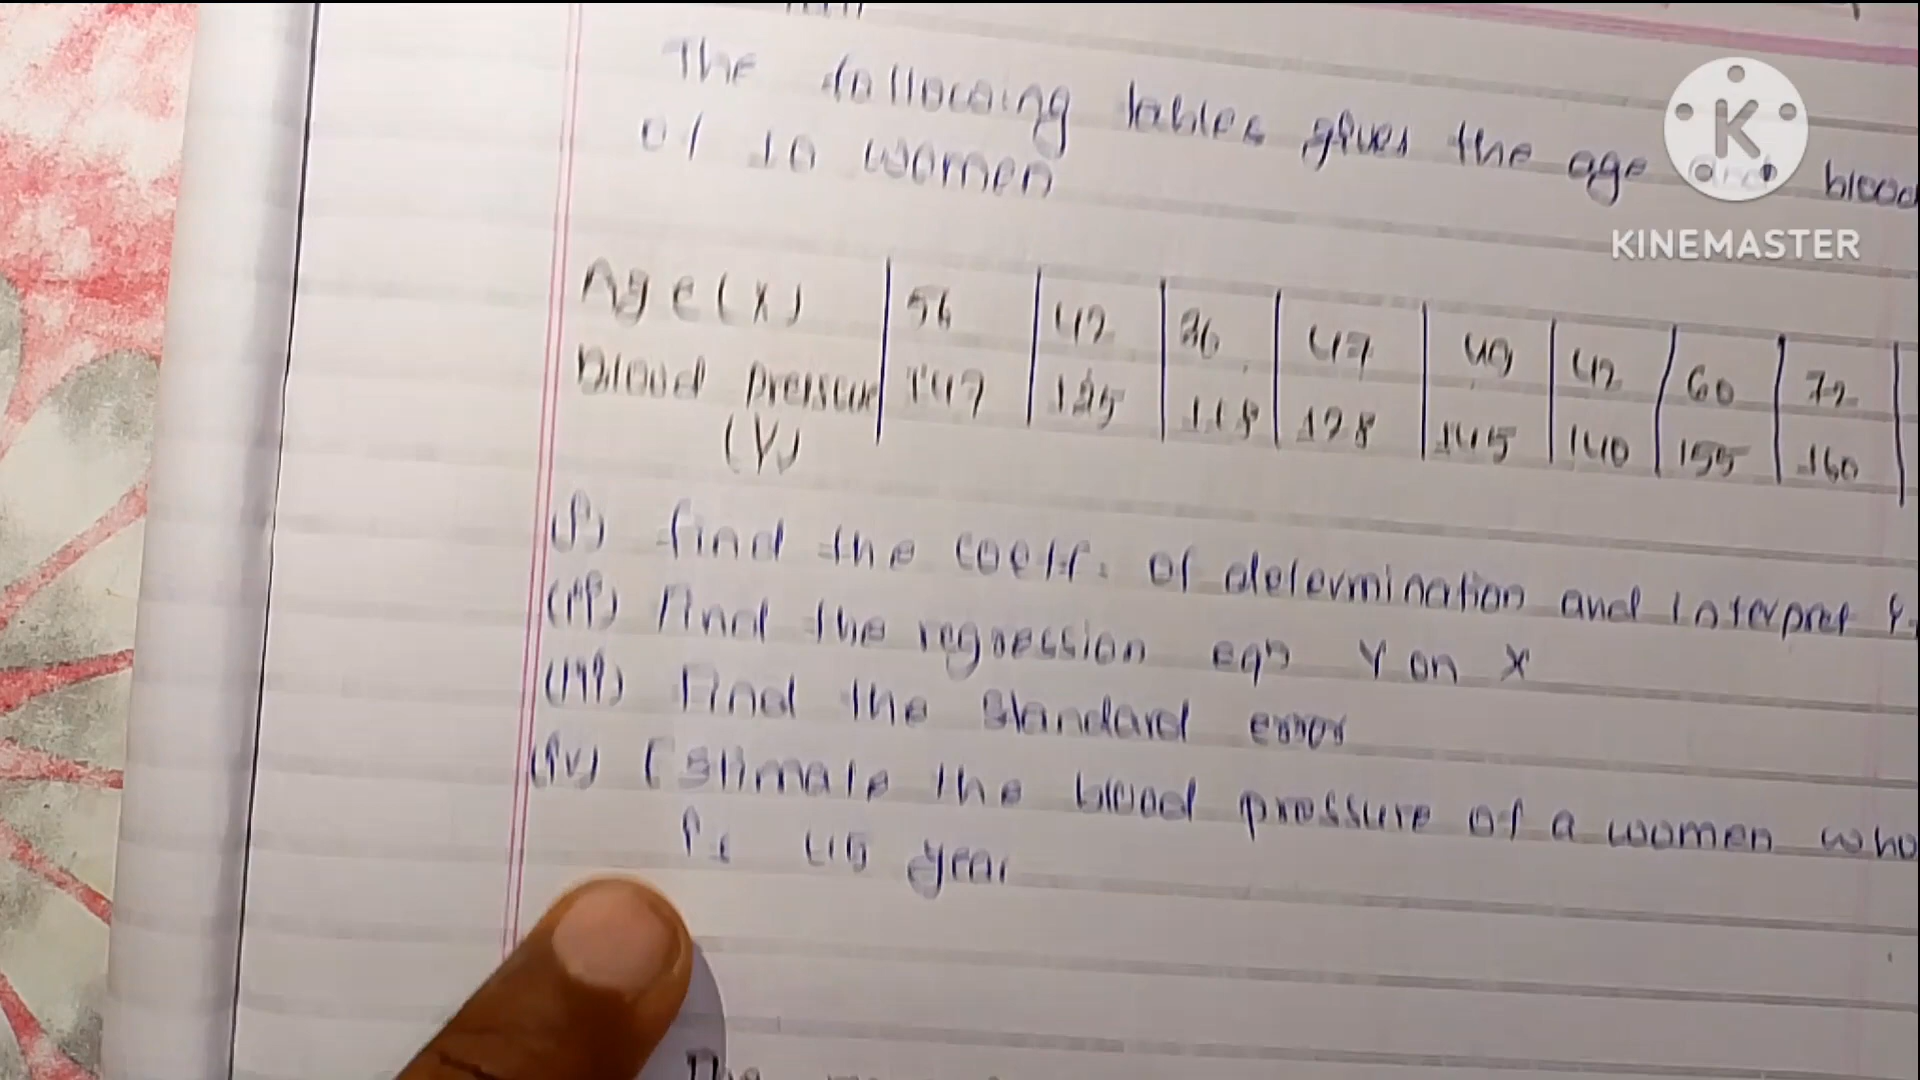 The following tables gives the age and blood
of 10 women
K
KINEMASTER
Age (X) 56 42 36 47 49 42 60 72
Blood pressure 147 125 118 128 145 140 155 160
(Y)
(i) find the coeff. of determination and interpret
(ii) Find the regression eqn Y on X
(iii) Find the standard error
(iv) Estimate the blood pressure of a women who
is 45 year
The